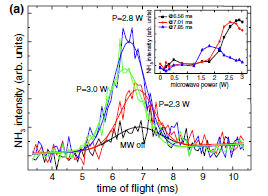 (a)
P=2.8 W
P=3.0 W
P=2.3 W
MW off
NH3 intensity (arb. units)
4 5 6 7 8 9 10
time of flight (ms)
NH3 intensity (arb. units)
@6.56 ms
@7.01 ms
@7.85 ms
0 0.5 1 1.5 2 2.5 3
microwave power (W)